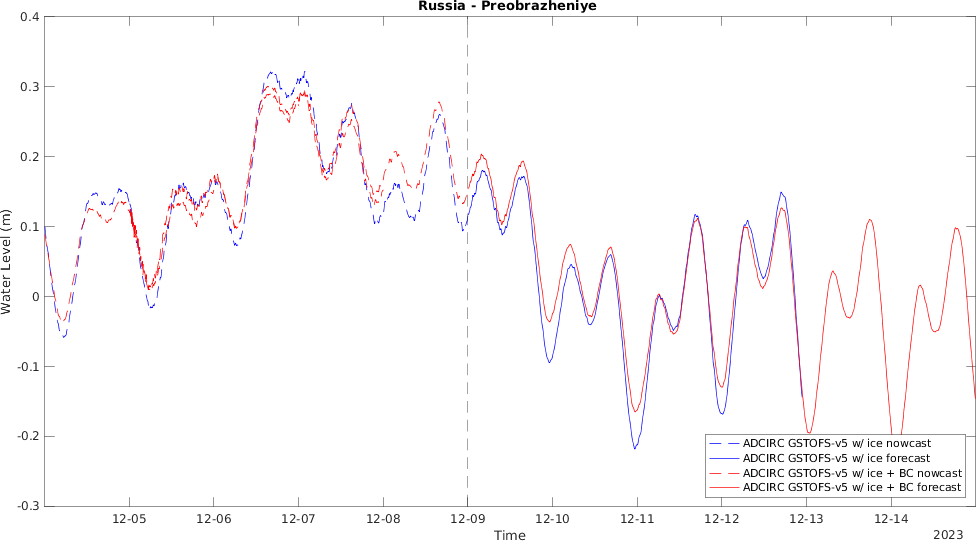 Russia - Preobrazheniye
0.4
0.3
0.2
0.1
0
-0.1
-0.2
-0.3
Water Level (m)
12-05 12-06 12-07 12-08 12-09 12-10 12-11 12-12 12-13 12-14
Time
2023
ADCIRC GSTOFS-v5 w/ ice nowcast
ADCIRC GSTOFS-v5 w/ ice forecast
ADCIRC GSTOFS-v5 w/ ice + BC nowcast
ADCIRC GSTOFS-v5 w/ ice + BC forecast